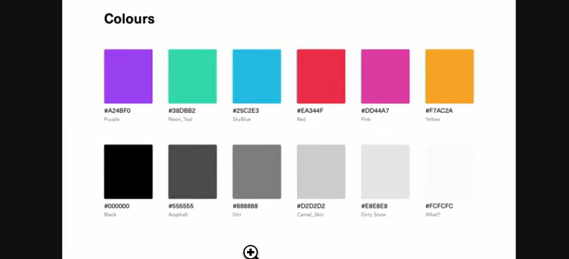 Colours
#A24BF0 #38DBB2 #25C2E3 #EA344F #DD44A7 #F7AC2A
Purple Neon_Teal SkyBlue Red Pink Yellow
#000000 #555555 #888888 #D2D2D2 #E8E8E8 #FCFCFC
Black Asphalt Dirt Camel_Skin Dirty Snow What?